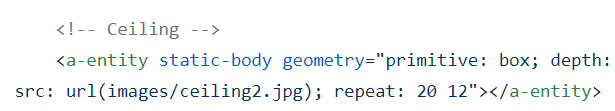 <!-- Ceiling -->
<a-entity static-body geometry="primitive: box; depth:
src: url(images/ceiling2.jpg); repeat: 20 12"></a-entity>